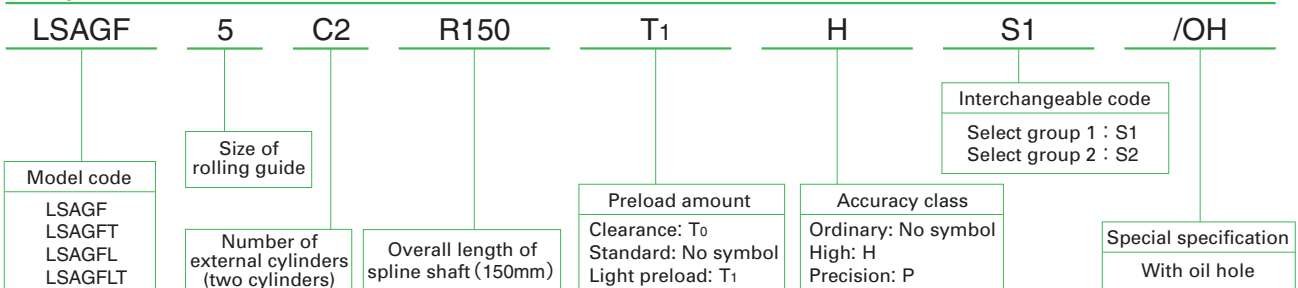 LSAGF 5 C2 R150 T1 H S1 /OH
Model code
LSAGF
LSAGFT
LSAGFL
LSAGFLT
Size of
rolling guide
Number of
external cylinders
(two cylinders)
Overall length of
spline shaft (150mm)
Preload amount
Clearance: T0
Standard: No symbol
Light preload: T1
Accuracy class
Ordinary: No symbol
High: H
Precision: P
Interchangeable code
Select group 1 : S1
Select group 2 : S2
Special specification
With oil hole